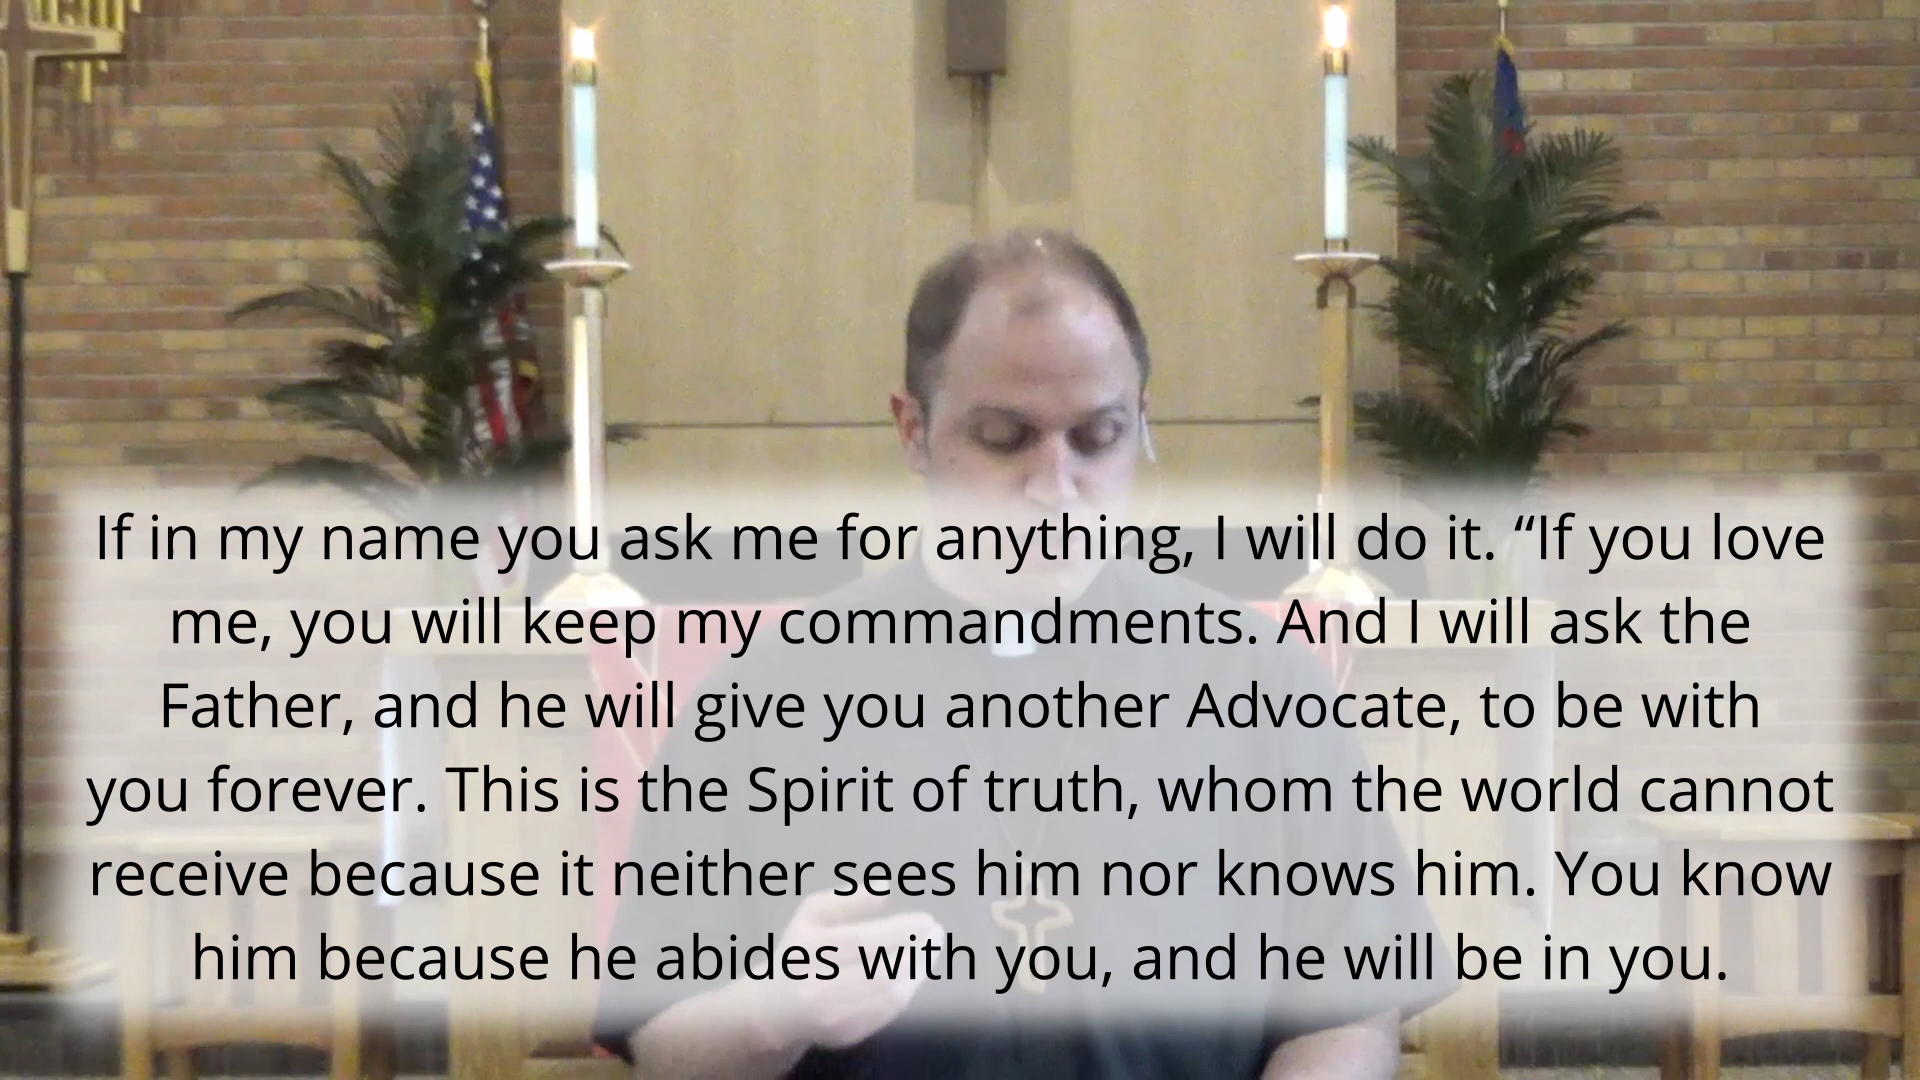 If in my name you ask me for anything, I will do it. “If you love
me, you will keep my commandments. And I will ask the
Father, and he will give you another Advocate, to be with
you forever. This is the Spirit of truth, whom the world cannot
receive because it neither sees him nor knows him. You know
him because he abides with you, and he will be in you.